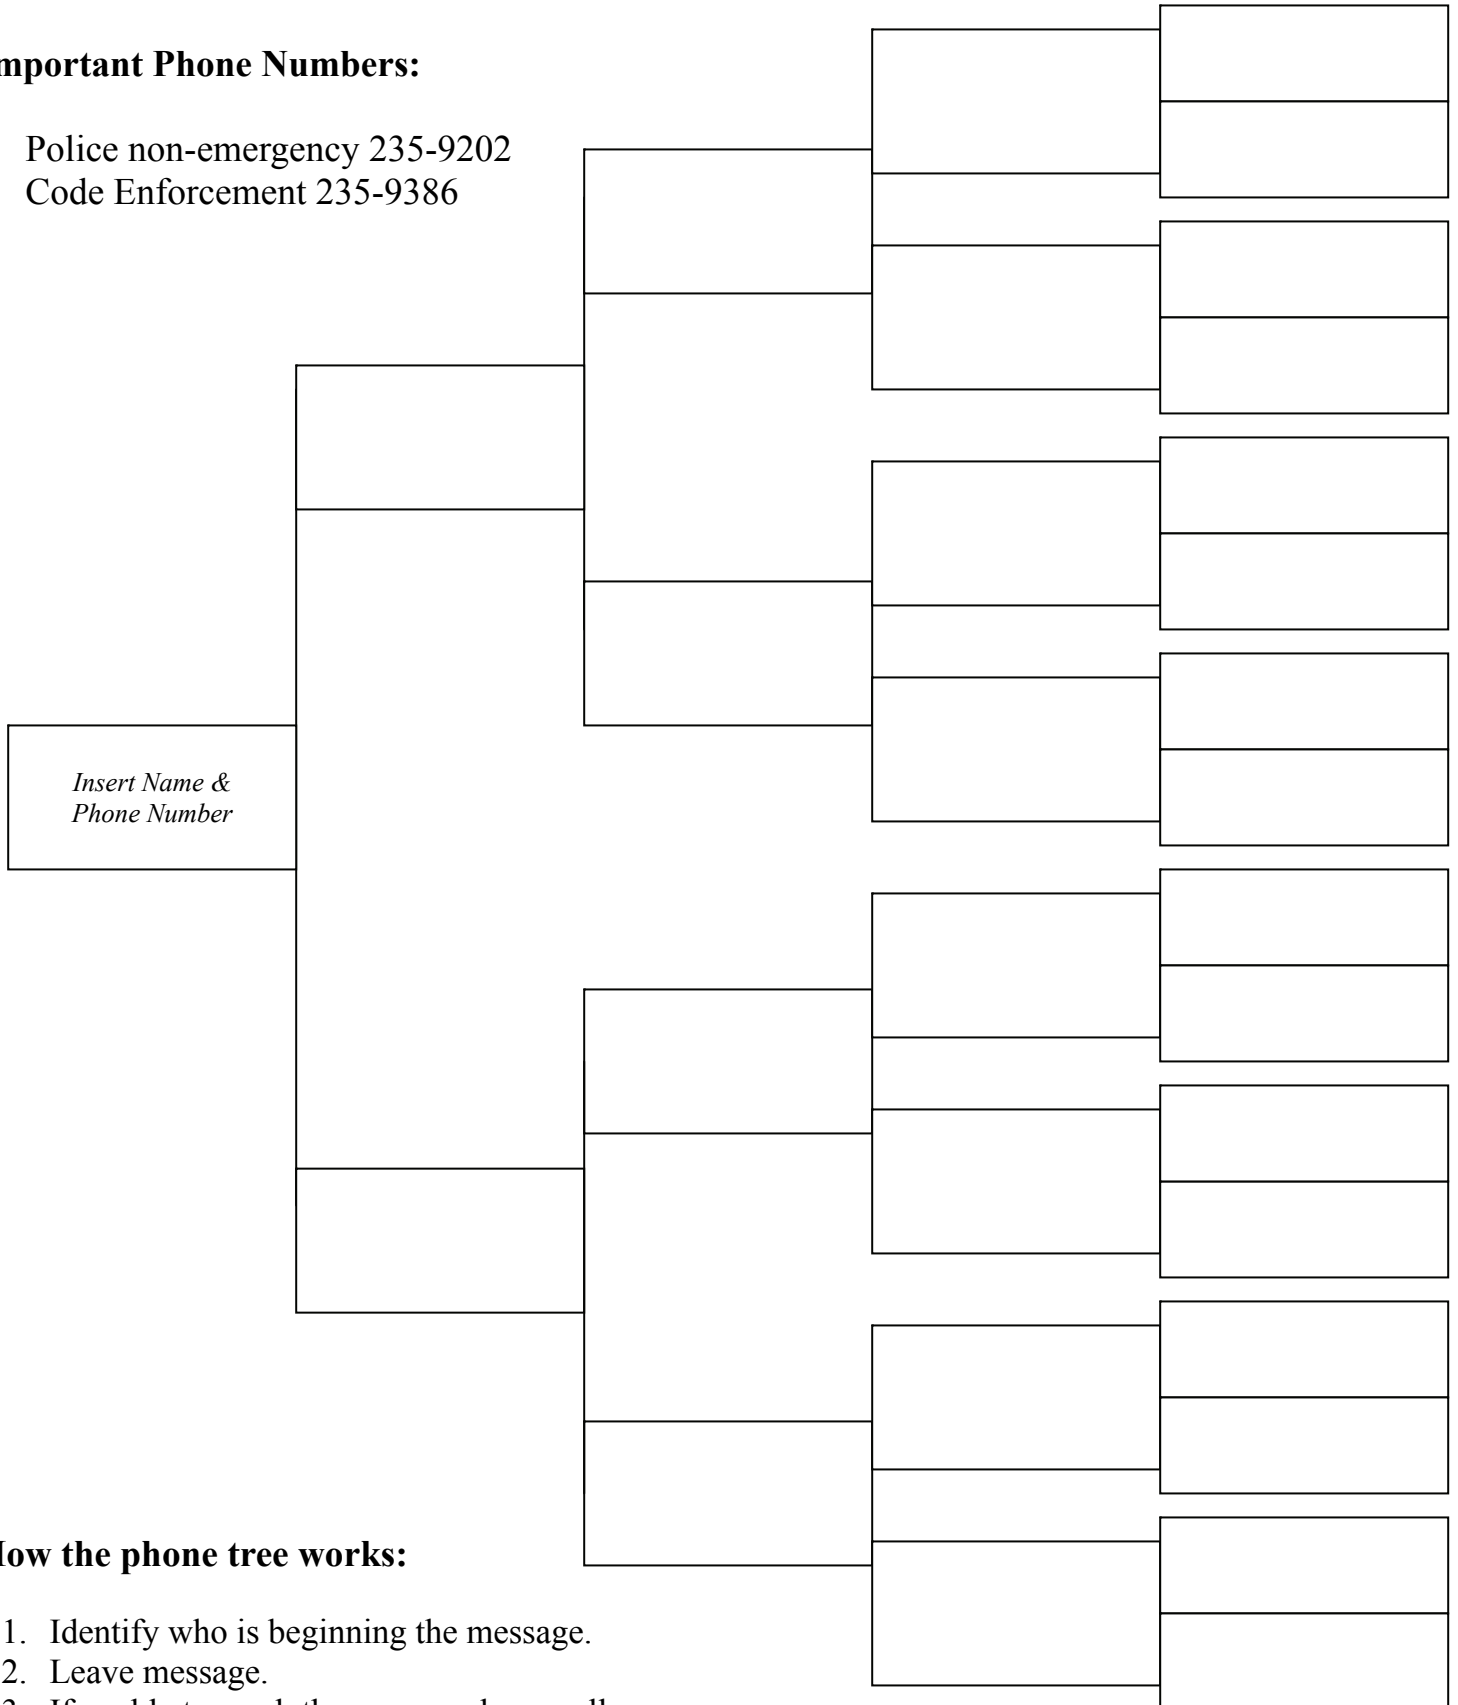 mportant Phone Numbers:
Police non-emergency 235-9202
Code Enforcement 235-9386
Insert Name &
Phone Number
ow the phone tree works:
1. Identify who is beginning the message.
2. Leave message.